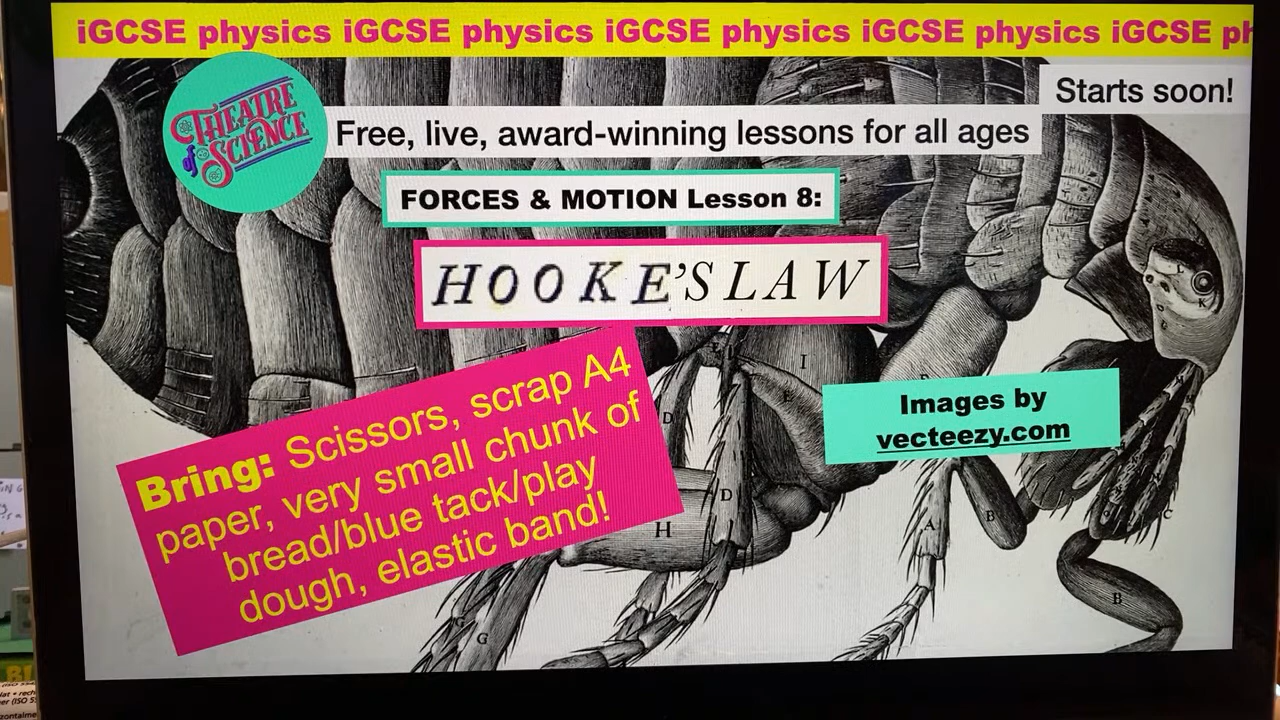 iGCSE physics iGCSE physics iGCSE physics iGCSE physics iGCSE ph
Starts soon!
THEATRE
of SCIENCE
Free, live, award-winning lessons for all ages
FORCES & MOTION Lesson 8:
HOOKE'S LAW
Bring: Scissors, scrap A4
paper, very small chunk of
bread/blue tack/play
dough, elastic band!
Images by
vecteezy.com
I
E
D
D
H
G
G
A
B
B
C
K